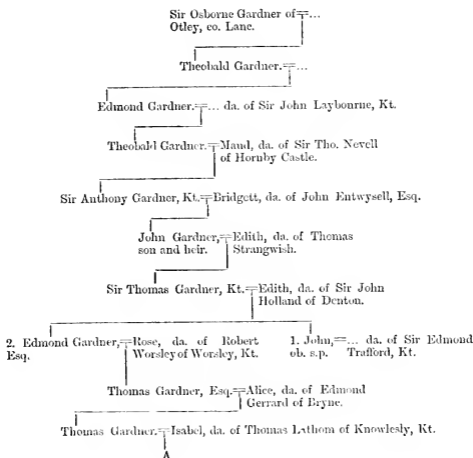 Sir Osborne Gardner of=...
Otley, co. Lanc.
Theobald Gardner.=...
Edmond Gardner.=... da. of Sir John Laybourne, Kt.
Theobald Gardner.=Maud, da. of Sir Tho. Nevell
of Hornby Castle.
Sir Anthony Gardner, Kt.=Bridgett, da. of John Entwysell, Esq.
John Gardner,=Edith, da. of Thomas
son and heir. Strangwish.
Sir Thomas Gardner, Kt.=Edith, da. of Sir John
Holland of Denton.
2. Edmond Gardner,=Rose, da. of Robert
Esq. Worsley of Worsley, Kt.
1. John,=... da. of Sir Edmond
ob. s.p. Trafford, Kt.
Thomas Gardner, Esq.=Alice, da. of Edmond
Gerrard of Bryne.
Thomas Gardner.=Isabel, da. of Thomas Lathom of Knowlesly, Kt.
A